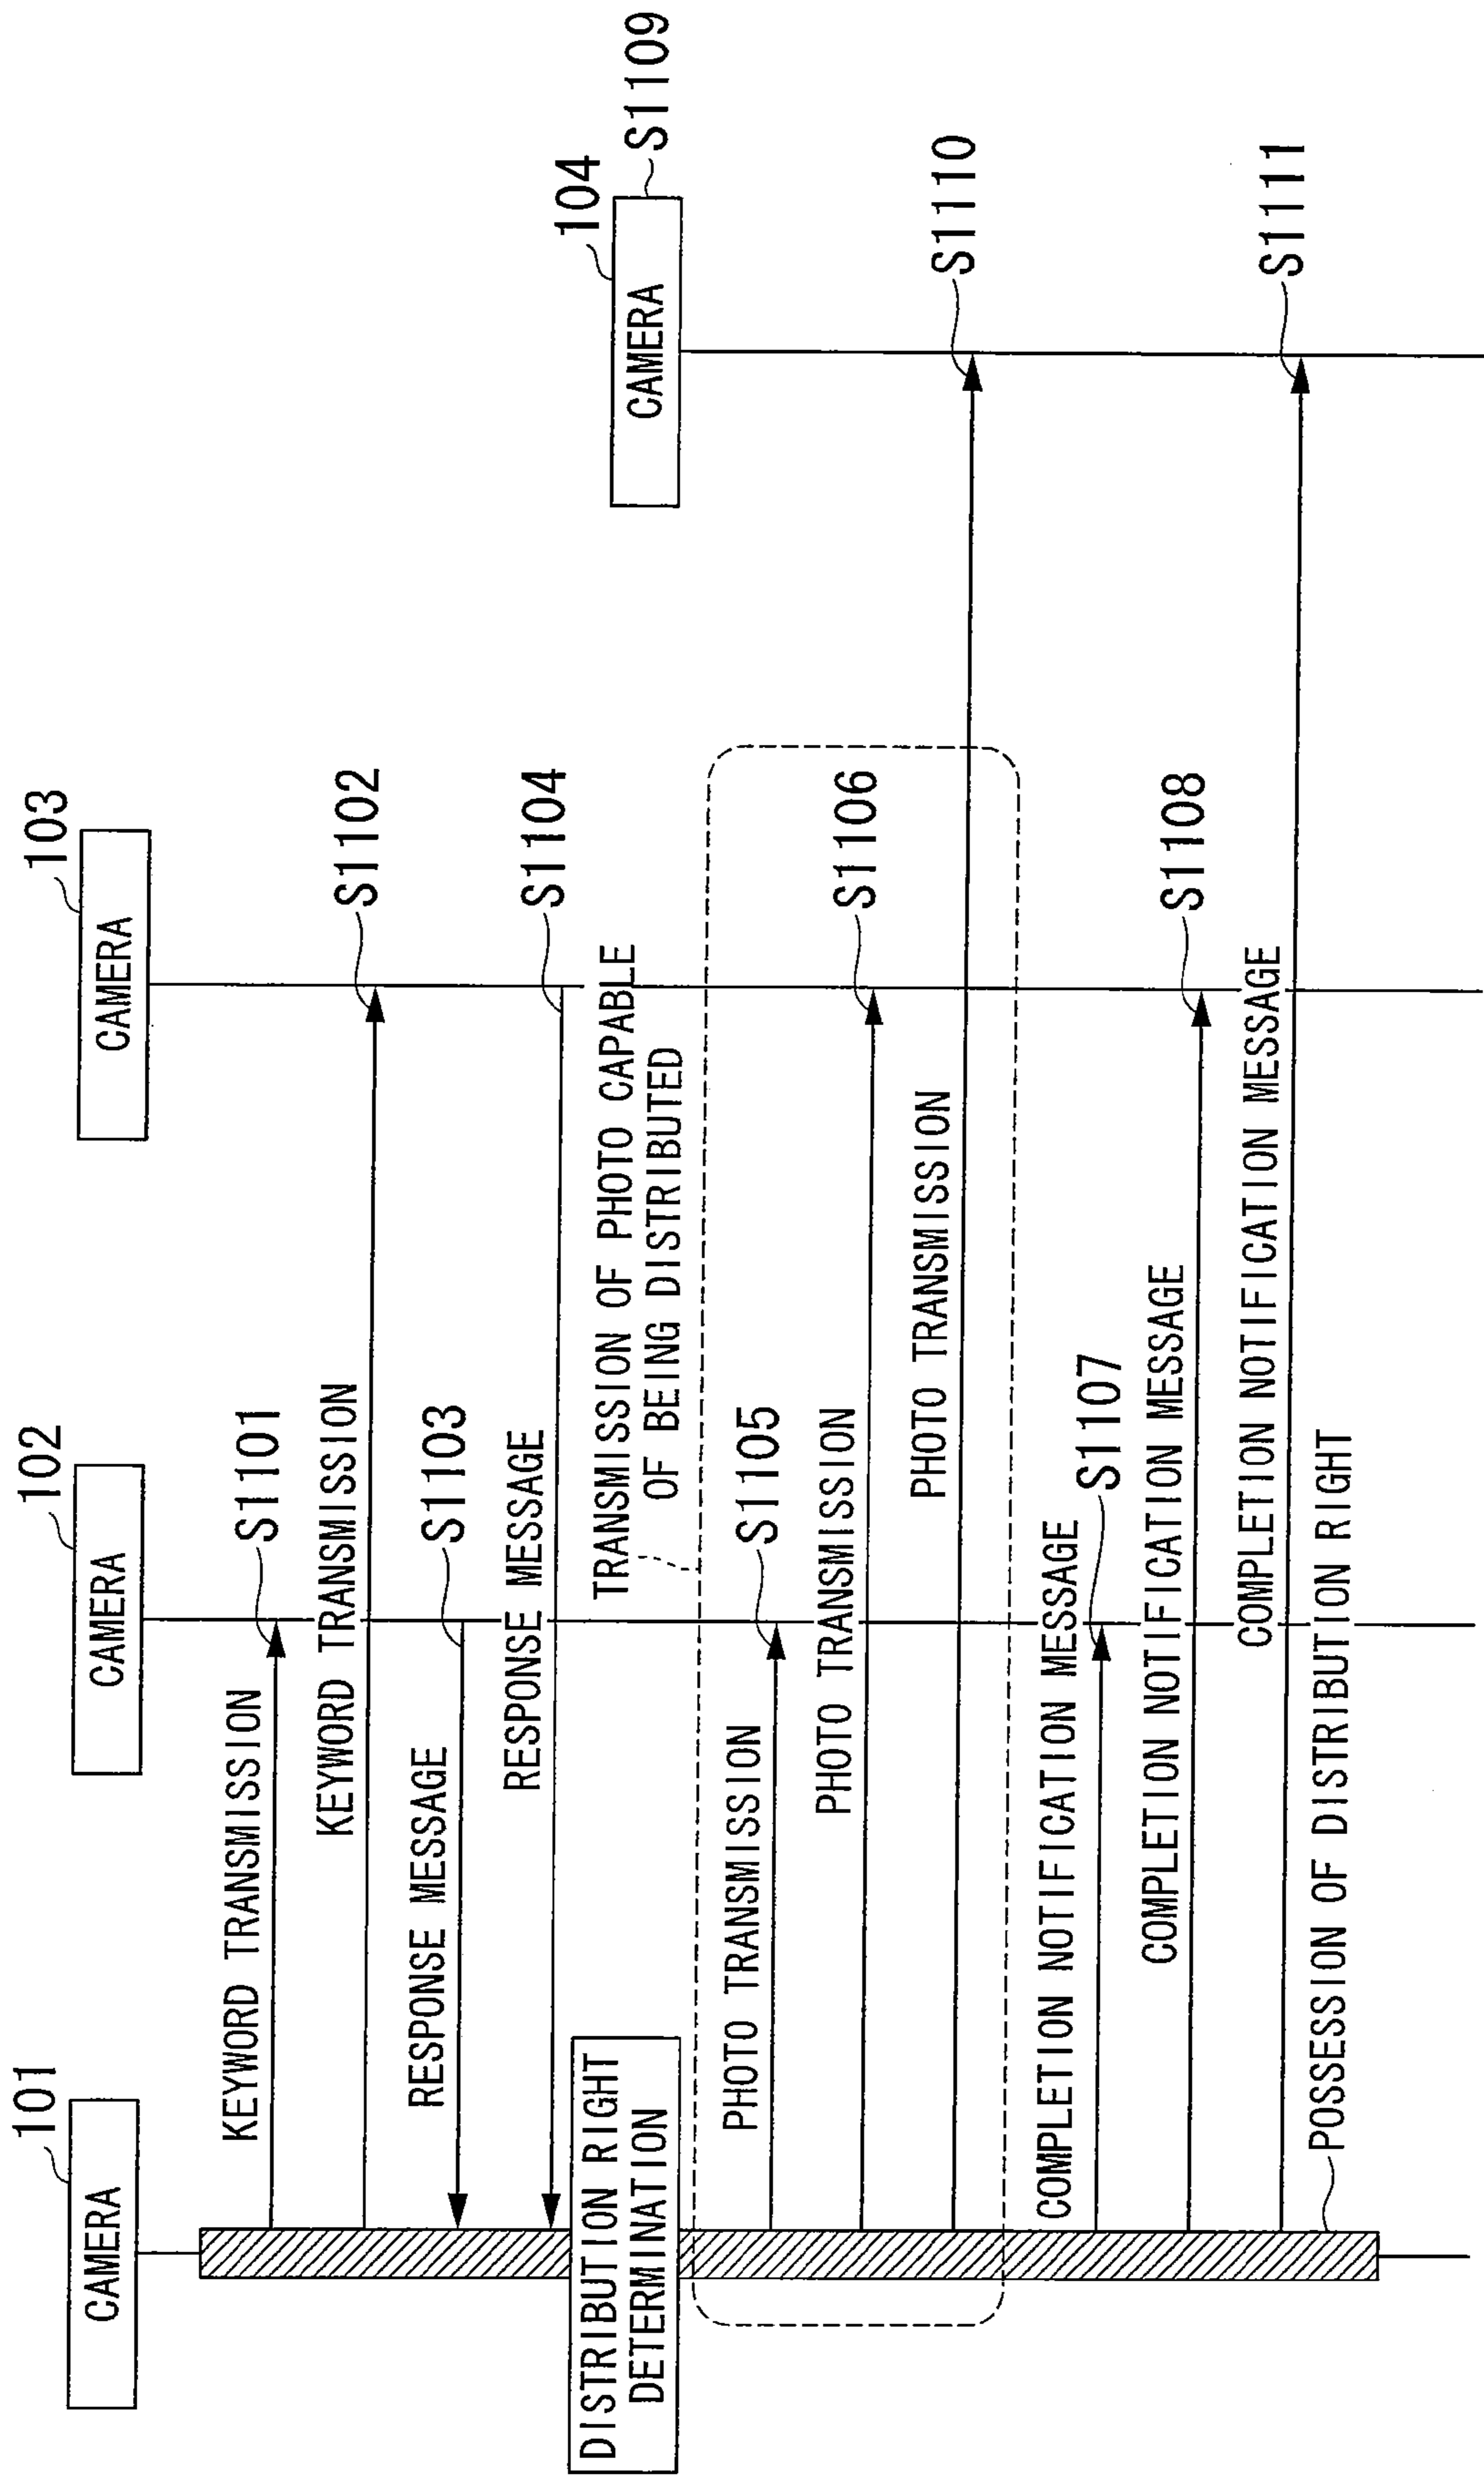 101
102
103
CAMERA
CAMERA
CAMERA
104
S1109
CAMERA
KEYWORD TRANSMISSION
S1101
KEYWORD TRANSMISSION
S1102
RESPONSE MESSAGE
S1103
RESPONSE MESSAGE
S1104
DISTRIBUTION RIGHT
DETERMINATION
TRANSMISSION OF PHOTO CAPABLE
OF BEING DISTRIBUTED
PHOTO TRANSMISSION
S1105
PHOTO TRANSMISSION
S1106
PHOTO TRANSMISSION
S1110
COMPLETION NOTIFICATION MESSAGE
S1107
COMPLETION NOTIFICATION MESSAGE
S1108
COMPLETION NOTIFICATION MESSAGE
S1111
POSSESSION OF DISTRIBUTION RIGHT